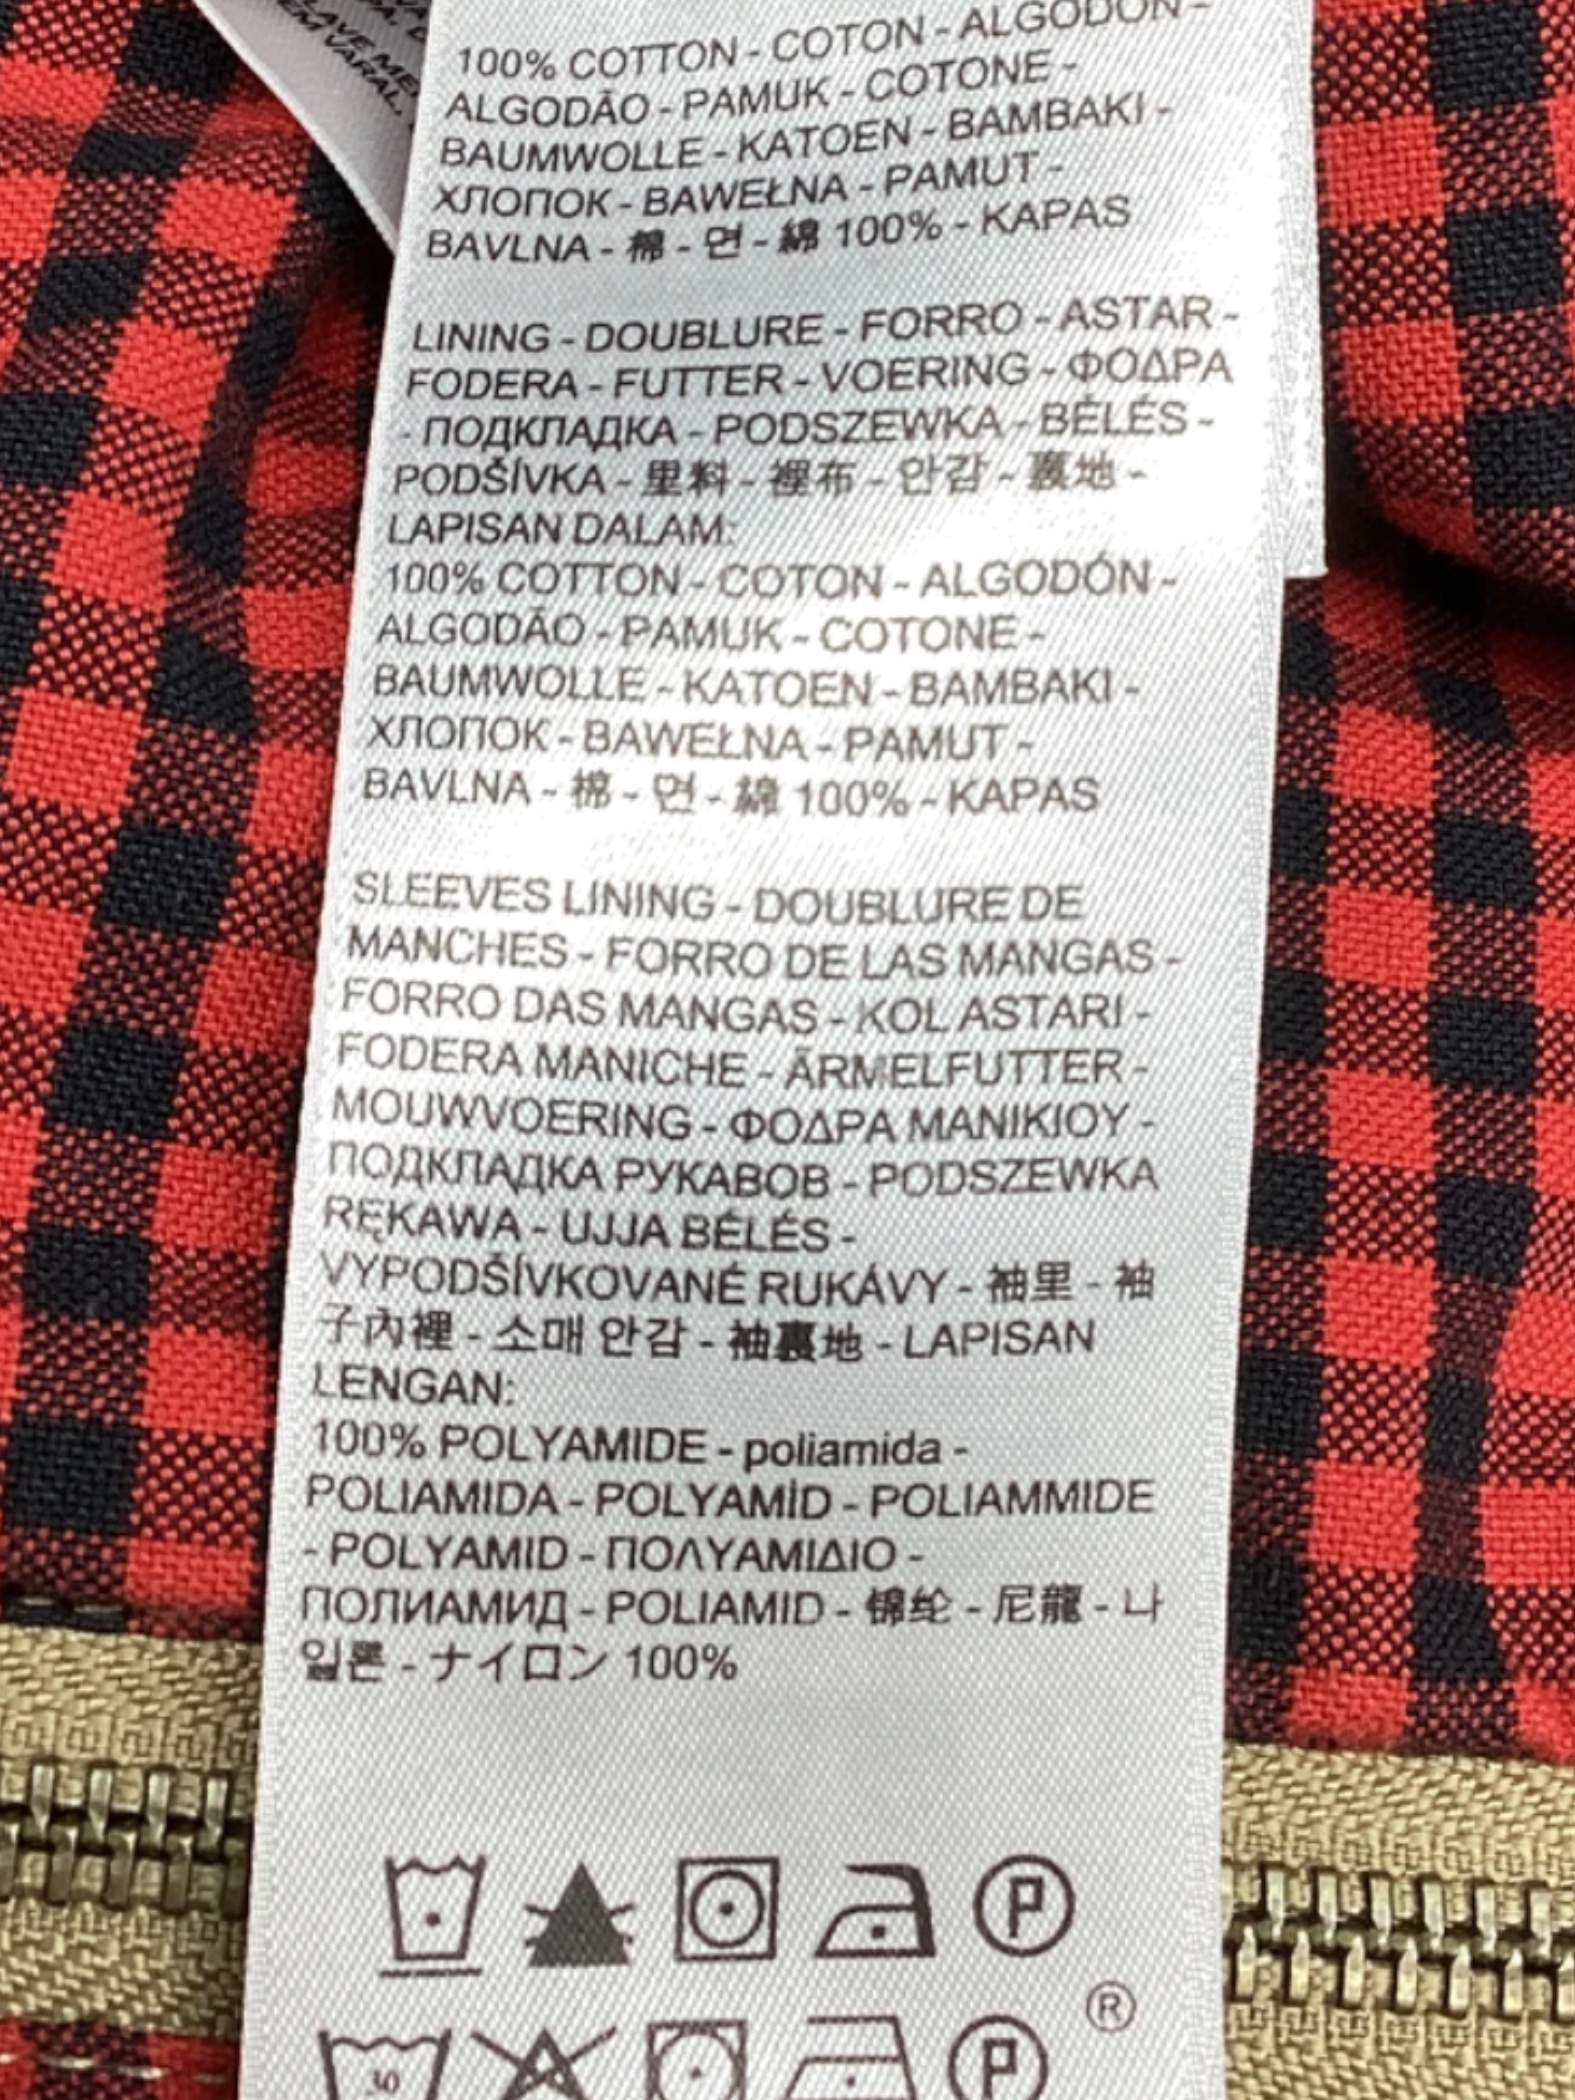 LAVE ME
EM VARAL.
100% COTTON - COTON - ALGODÓN -
ALGODÃO - PAMUK - COTONE -
BAUMWOLLE - KATOEN - BAMBAKI -
ХЛОПОК - BAWEŁNA - PAMUT -
BAVLNA - 棉 - 면 - 綿 100% - KAPAS
LINING - DOUBLURE - FORRO - ASTAR -
FODERA - FUTTER - VOERING - ΦΟΔΡΑ
- ПОДКЛАДКА - PODSZEWKA - BÉLÉS -
PODŠÍVKA - 里料 - 裡布 - 안감 - 裏地 -
LAPISAN DALAM:
100% COTTON - COTON - ALGODÓN -
ALGODÃO - PAMUK - COTONE -
BAUMWOLLE - KATOEN - BAMBAKI -
ХЛОПОК - BAWEŁNA - PAMUT -
BAVLNA - 棉 - 면 - 綿 100% - KAPAS
SLEEVES LINING - DOUBLURE DE
MANCHES - FORRO DE LAS MANGAS -
FORRO DAS MANGAS - KOL ASTARI -
FODERA MANICHE - ÄRMELFUTTER -
MOUWVOERING - ΦΟΔΡΑ ΜΑΝΙΚΙΟΥ -
ПОДКЛАДКА РУКАВОВ - PODSZEWKA
RĘKAWA - UJJA BÉLÉS -
VYPODŠÍVKOVANÉ RUKÁVY - 袖里 - 袖
子內裡 - 소매 안감 - 袖裏地 - LAPISAN
LENGAN:
100% POLYAMIDE - poliamida -
POLIAMIDA - POLYAMİD - POLIAMMIDE
- POLYAMID - ΠΟΛΥΑΜΙΔΙΟ -
ПОЛИАМИД - POLIAMID - 锦纶 - 尼龍 - 나
일론 - ナイロン 100%
P
®
30
P